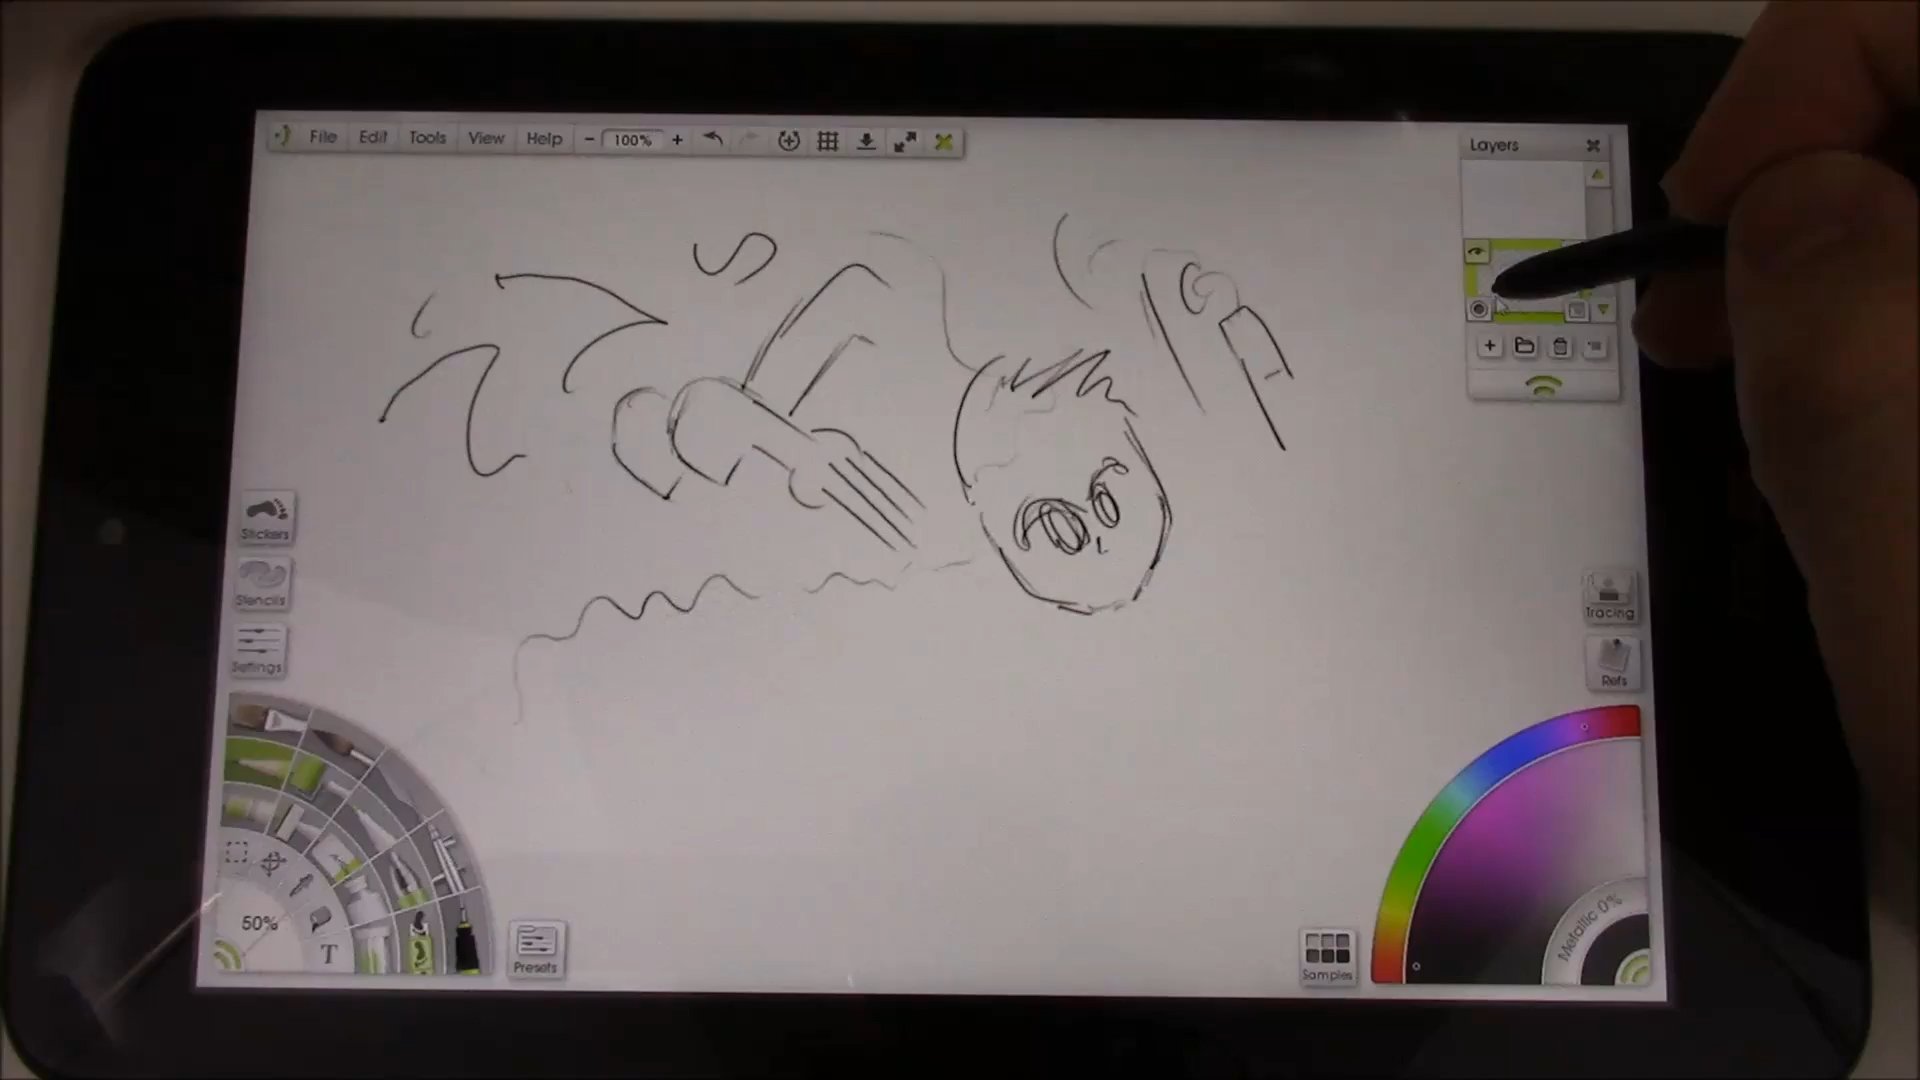 File Edit Tools View Help - 100% +
Layers
Stickers
Stencils
Settings
Tracing
Refs
50%
T
Presets
Samples
Metallic 0%